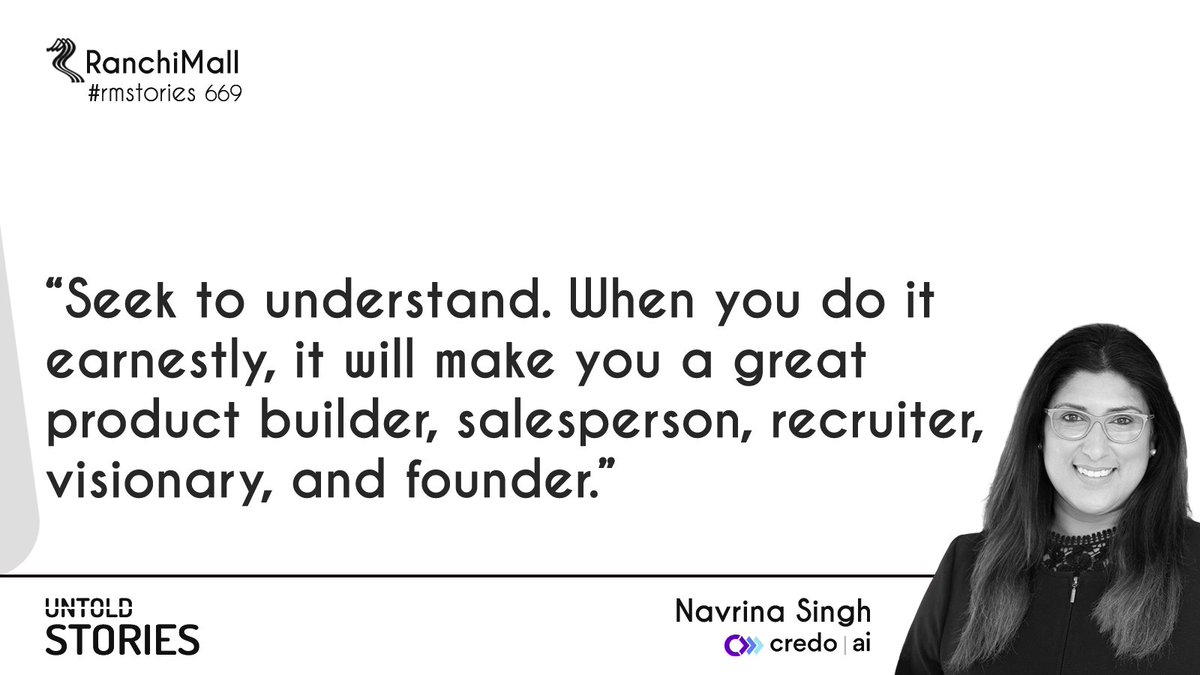 RanchiMall
#rmstories 669
“Seek to understand. When you do it
earnestly, it will make you a great
product builder, salesperson, recruiter,
visionary, and founder.”
UNTOLD
STORIES
Navrina Singh
credo | ai